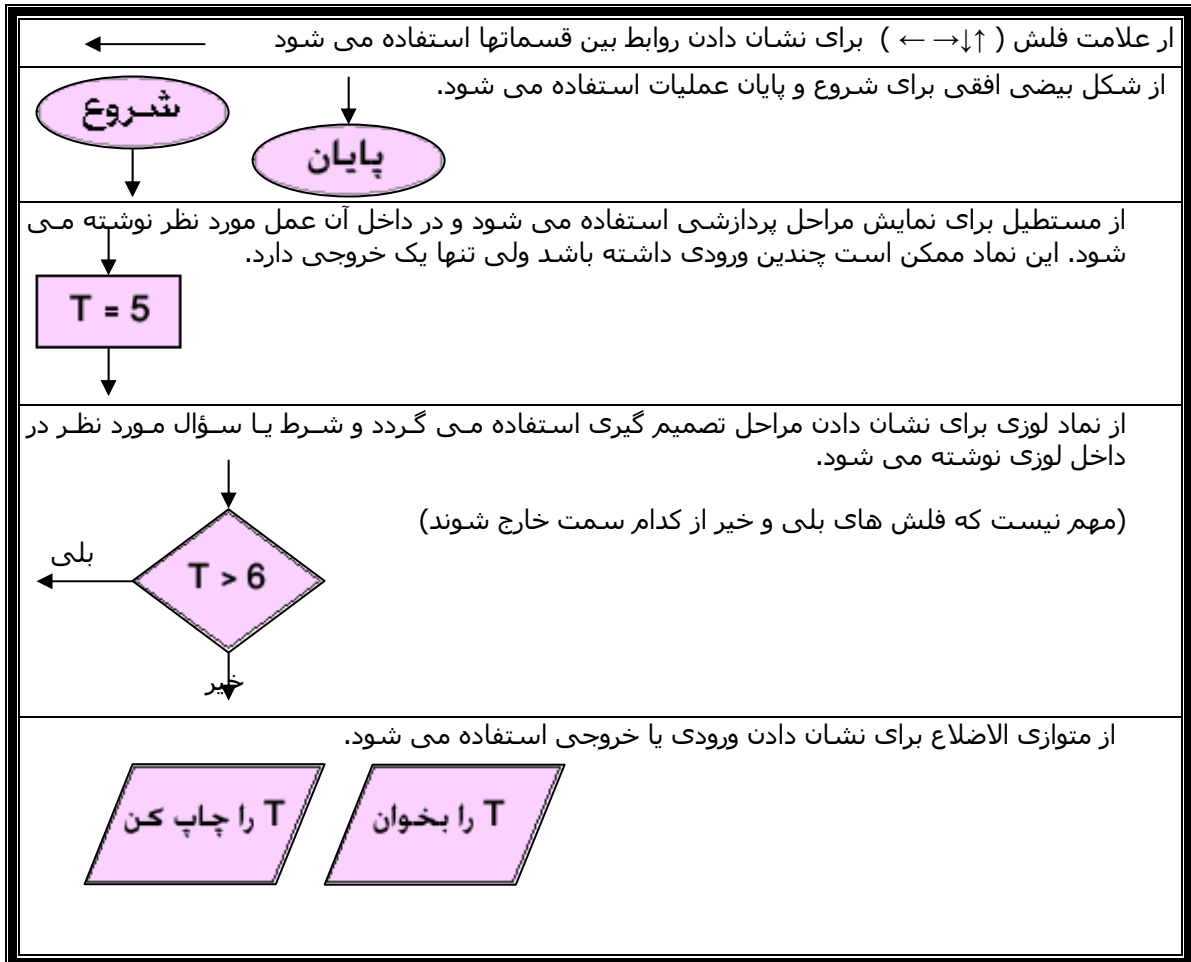 ار علامت فلش ( ↑↓→ ← ) برای نشان دادن روابط بین قسماتها استفاده می شود
از شکل بیضی افقی برای شروع و پایان عملیات استفاده می شود.
شروع
پایان
از مستطیل برای نمایش مراحل پردازشی استفاده می شود و در داخل آن عمل مورد نظر نوشته می
شود. این نماد ممکن است چندین ورودی داشته باشد ولی تنها یک خروجی دارد.
T = 5
از نماد لوزی برای نشان دادن مراحل تصمیم گیری استفاده می گردد و شرط یا سؤال مورد نظر در
داخل لوزی نوشته می شود.
(مهم نیست که فلش های بلی و خیر از کدام سمت خارج شوند)
بلی
T > 6
خیر
از متوازی الاضلاع برای نشان دادن ورودی یا خروجی استفاده می شود.
T را بخوان
T را چاپ کن